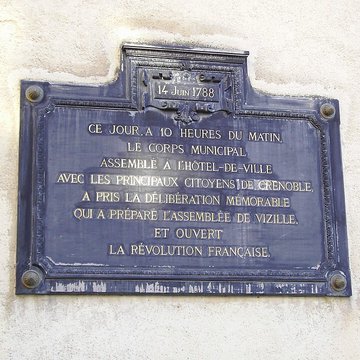 14 JUIN 1788
CE JOUR, A 10 HEURES DU MATIN,
LE CORPS MUNICIPAL
ASSEMBLÉ A L'HÔTEL-DE-VILLE
AVEC LES PRINCIPAUX CITOYENS DE GRENOBLE,
A PRIS LA DÉLIBÉRATION MÉMORABLE
QUI A PRÉPARÉ L'ASSEMBLÉE DE VIZILLE,
ET OUVERT
LA RÉVOLUTION FRANÇAISE.